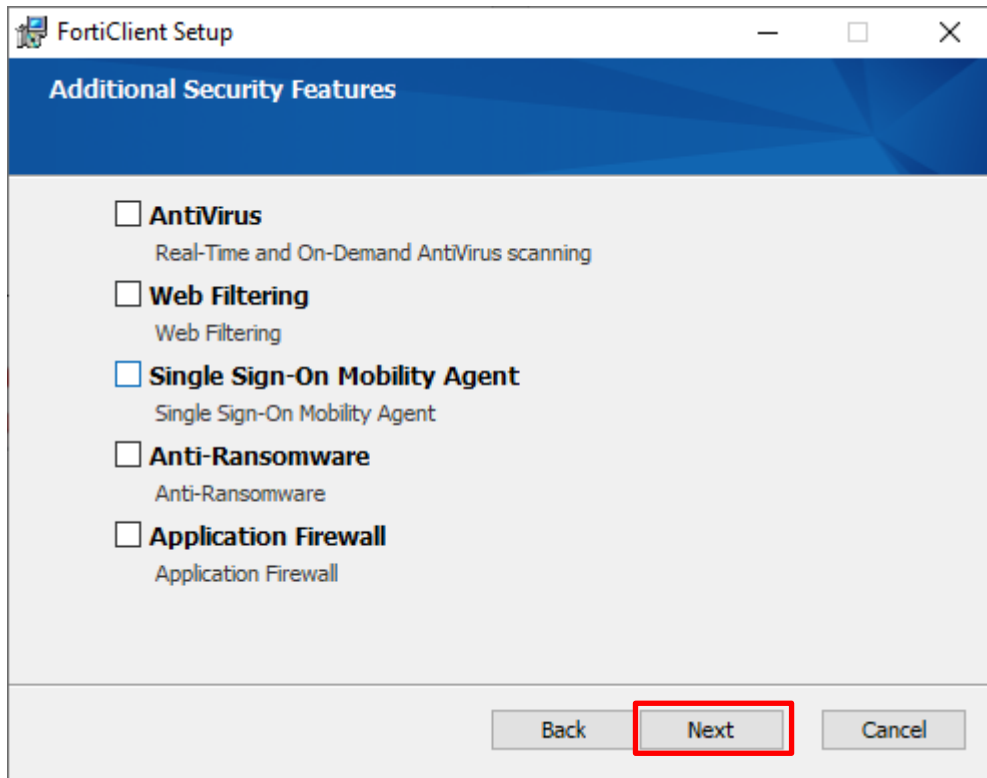 FortiClient Setup
Additional Security Features
AntiVirus
Real-Time and On-Demand AntiVirus scanning
Web Filtering
Web Filtering
Single Sign-On Mobility Agent
Single Sign-On Mobility Agent
Anti-Ransomware
Anti-Ransomware
Application Firewall
Application Firewall
Back Next Cancel